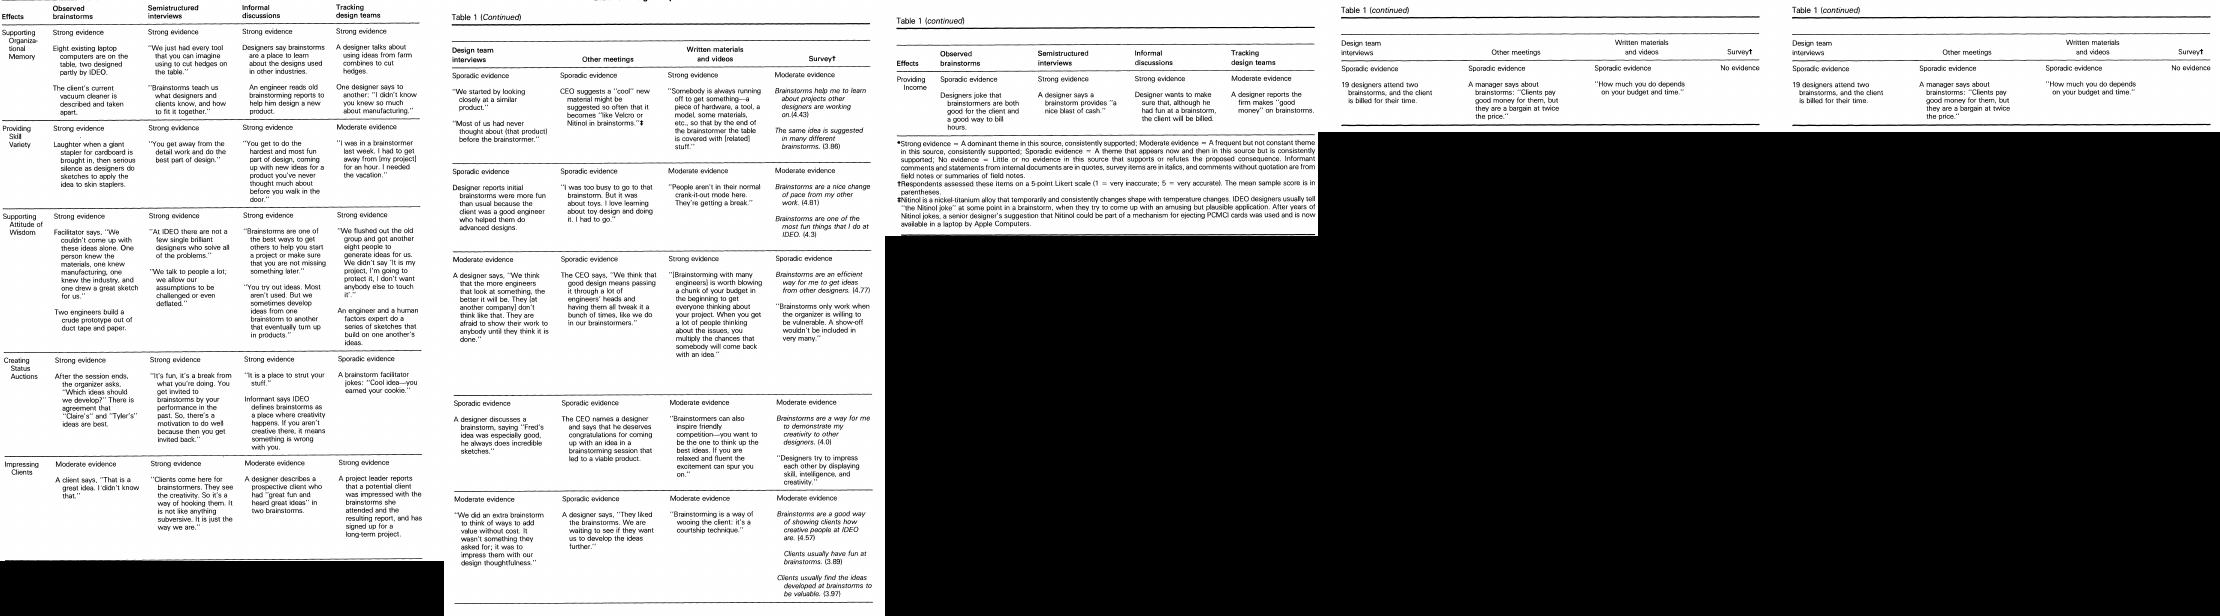 Effects
Observed
brainstorms
Semistructured
interviews
Informal
discussions
Tracking
design teams
Supporting
Organiza-
tional
Memory
Strong evidence
Eight existing laptop
computers are on the
table, two designed
partly by IDEO.
The client's current
vacuum cleaner is
described and taken
apart.
Strong evidence
"We just had every tool
that you can imagine
using to cut hedges on
the table."
"Brainstorms teach us
what designers and
clients know, and how
to fit it together."
Strong evidence
Designers say brainstorms
are a place to learn
about the designs used
in other industries.
An engineer reads old
brainstorming reports to
help him design a new
product.
Strong evidence
A designer talks about
using ideas from farm
combines to cut
hedges.
One designer says to
another: "I didn't know
you knew so much
about manufacturing."
Providing
Skill
Variety
Strong evidence
Laughter when a giant
stapler for cardboard is
brought in, then serious
silence as designers do
sketches to apply the
idea to skin staplers.
Strong evidence
"You get away from the
detail work and do the
best part of design."
Strong evidence
"You get to do the
hardest and most fun
part of design, coming
up with new ideas for a
product you've never
thought much about
before you walk in the
door."
Moderate evidence
"I was in a brainstormer
last week. I had to get
away from [my project]
for an hour. I needed
the vacation."
Supporting
Attitude of
Wisdom
Strong evidence
Facilitator says, "We
couldn't come up with
these ideas alone. One
person knew the
materials, one knew
manufacturing, one
knew the industry, and
one drew a great sketch
for us."
Two engineers build a
crude prototype out of
duct tape and paper.
Strong evidence
"At IDEO there are not a
few single brilliant
designers who solve all
of the problems."
"We talk to people a lot;
we allow our
assumptions to be
challenged or even
deflated."
Strong evidence
"Brainstorms are one of
the best ways to get
others to help you start
a project or make sure
that you are not missing
something later."
"You try out ideas. Most
aren't used. But we
sometimes develop
ideas from one
brainstorm to another
that eventually turn up
in products."
Strong evidence
"We flushed out the old
group and got another
eight people to
generate ideas for us.
We didn't say 'It is my
project, I'm going to
protect it, I don't want
anybody else to touch
it'."
An engineer and a human
factors expert do a
series of sketches that
build on one another's
ideas.
Creating
Status
Auctions
Strong evidence
After the session ends,
the organizer asks,
"Which ideas should
we develop?" There is
agreement that
"Claire's" and "Tyler's"
ideas are best.
Strong evidence
"It's fun, it's a break from
what you're doing. You
get invited to
brainstorms by your
performance in the
past. So, there's a
motivation to do well
because then you get
invited back."
Strong evidence
"It is a place to strut your
stuff."
Informant says IDEO
defines brainstorms as
a place where creativity
happens. If you aren't
creative there, it means
something is wrong
with you.
Sporadic evidence
A brainstorm facilitator
jokes: "Cool idea—you
earned your cookie."
Impressing
Clients
Moderate evidence
A client says, "That is a
great idea. I didn't know
that."
Strong evidence
"Clients come here for
brainstormers. They see
the creativity. So it's a
way of hooking them. It
is not like anything
subversive. It is just the
way we are."
Moderate evidence
A designer describes a
prospective client who
had "great fun and
heard great ideas" in
two brainstorms.
Strong evidence
A project leader reports
that a potential client
was impressed with the
brainstorms she
attended and the
resulting report, and has
signed up for a
long-term project.
Table 1 (Continued)
Design team
interviews
Other meetings
Written materials
and videos
Survey†
Sporadic evidence
"We started by looking
closely at a similar
product."
"Most of us had never
thought about (that product)
before the brainstormer."
Sporadic evidence
CEO suggests a "cool" new
material might be
suggested so often that it
becomes "like Velcro or
Nitinol in brainstorms."‡
Strong evidence
"Somebody is always running
off to get something—a
piece of hardware, a tool, a
model, some materials,
etc., so that by the end of
the brainstormer the table
is covered with [related]
stuff."
Moderate evidence
Brainstorms help me to learn
about projects other
designers are working
on.(4.43)
The same idea is suggested
in many different
brainstorms. (3.86)
Sporadic evidence
Designer reports initial
brainstorms were more fun
than usual because the
client was a good engineer
who helped them do
advanced designs.
Sporadic evidence
"I was too busy to go to that
brainstorm. But it was
about toys. I love learning
about toy design and doing
it. I had to go."
Moderate evidence
"People aren't in their normal
crank-it-out mode here.
They're getting a break."
Moderate evidence
Brainstorms are a nice change
of pace from my other
work. (4.81)
Brainstorms are one of the
most fun things that I do at
IDEO. (4.3)
Moderate evidence
A designer says, "We think
that the more engineers
that look at something, the
better it will be. They [at
another company] don't
think like that. They are
afraid to show their work to
anybody until they think it is
done."
Sporadic evidence
The CEO says, "We think that
good design means passing
it through a lot of
engineers' heads and
having them all tweak it a
bunch of times, like we do
in our brainstormers."
Strong evidence
"[Brainstorming with many
engineers] is worth blowing
a chunk of your budget in
the beginning to get
everyone thinking about
your project. When you get
a lot of people thinking
about the issues, you
multiply the chances that
somebody will come back
with an idea."
Sporadic evidence
Brainstorms are an efficient
way for me to get ideas
from other designers. (4.77)
"Brainstorms only work when
the organizer is willing to
be vulnerable. A show-off
wouldn't be included in
very many."
Sporadic evidence
A designer discusses a
brainstorm, saying "Fred's
idea was especially good,
he always does incredible
sketches."
Sporadic evidence
The CEO names a designer
and says that he deserves
congratulations for coming
up with an idea in a
brainstorming session that
led to a viable product.
Moderate evidence
"Brainstormers can also
inspire friendly
competition—you want to
be the one to think up the
best ideas. If you are
relaxed and fluent the
excitement can spur you
on."
Moderate evidence
Brainstorms are a way for me
to demonstrate my
creativity to other
designers. (4.0)
"Designers try to impress
each other by displaying
skill, intelligence, and
creativity."
Moderate evidence
"We did an extra brainstorm
to think of ways to add
value without cost. It
wasn't something they
asked for; it was to
impress them with our
design thoughtfulness."
Sporadic evidence
A designer says, "They liked
the brainstorms. We are
waiting to see if they want
us to develop the ideas
further."
Moderate evidence
"Brainstorming is a way of
wooing the client: it's a
courtship technique."
Moderate evidence
Brainstorms are a good way
of showing clients how
creative people at IDEO
are. (4.57)
Clients usually have fun at
brainstorms. (3.89)
Clients usually find the ideas
developed at brainstorms to
be valuable. (3.97)
Table 1 (continued)
Effects
Observed
brainstorms
Semistructured
interviews
Informal
discussions
Tracking
design teams
Providing
Income
Sporadic evidence
Designers joke that
brainstormers are both
good for the client and
a good way to bill
hours.
Strong evidence
A designer says a
brainstorm provides "a
nice blast of cash."
Strong evidence
Designer wants to make
sure that, although he
had fun at a brainstorm,
the client will be billed.
Moderate evidence
A designer reports the
firm makes "good
money" on brainstorms.
*Strong evidence = A dominant theme in this source, consistently supported; Moderate evidence = A frequent but not constant theme
in this source, consistently supported; Sporadic evidence = A theme that appears now and then in this source but is consistently
supported; No evidence = Little or no evidence in this source that supports or refutes the proposed consequence. Informant
comments and statements from internal documents are in quotes, survey items are in italics, and comments without quotation are from
field notes or summaries of field notes.
†Respondents assessed these items on a 5-point Likert scale (1 = very inaccurate; 5 = very accurate). The mean sample score is in
parentheses.
‡Nitinol is a nickel-titanium alloy that temporarily and consistently changes shape with temperature changes. IDEO designers usually tell
"the Nitinol joke" at some point in a brainstorm, when they try to come up with an amusing but plausible application. After years of
Nitinol jokes, a senior designer's suggestion that Nitinol could be part of a mechanism for ejecting PCMCI cards was used and is now
available in a laptop by Apple Computers.
Table 1 (continued)
Design team
interviews
Other meetings
Written materials
and videos
Survey†
Sporadic evidence
19 designers attend two
brainstorms, and the client
is billed for their time.
Sporadic evidence
A manager says about
brainstorms: "Clients pay
good money for them, but
they are a bargain at twice
the price."
Sporadic evidence
"How much you do depends
on your budget and time."
No evidence
Table 1 (continued)
Design team
interviews
Other meetings
Written materials
and videos
Survey†
Sporadic evidence
19 designers attend two
brainstorms, and the client
is billed for their time.
Sporadic evidence
A manager says about
brainstorms: "Clients pay
good money for them, but
they are a bargain at twice
the price."
Sporadic evidence
"How much you do depends
on your budget and time."
No evidence